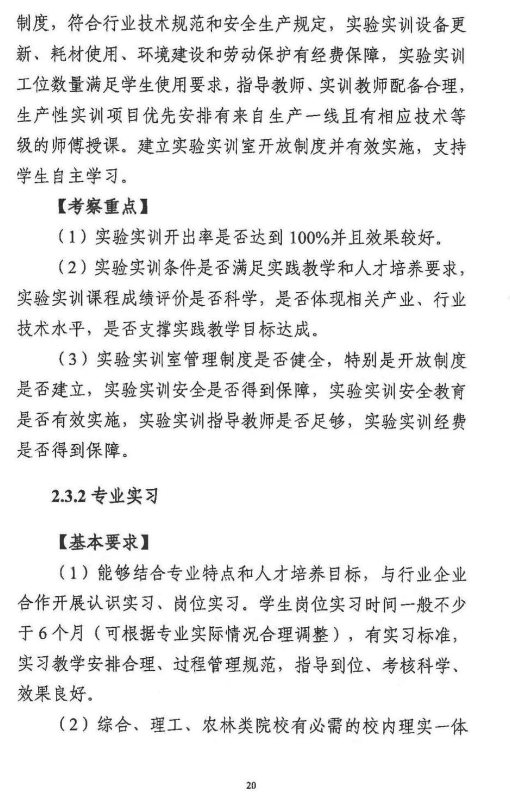 制度，符合行业技术规范和安全生产规定，实验实训设备更
新、耗材使用、环境建设和劳动保护有经费保障，实验实训
工位数量满足学生使用要求，指导教师、实训教师配备合理，
生产性实训项目优先安排有来自生产一线且有相应技术等
级的师傅授课。建立实验实训室开放制度并有效实施，支持
学生自主学习。
【考察重点】
（1）实验实训开出率是否达到 100%并且效果较好。
（2）实验实训条件是否满足实践教学和人才培养要求，
实验实训课程成绩评价是否科学，是否体现相关产业、行业
技术水平，是否支撑实践教学目标达成。
（3）实验实训室管理制度是否健全，特别是开放制度
是否建立，实验实训安全是否得到保障，实验实训安全教育
是否有效实施，实验实训指导教师是否足够，实验实训经费
是否得到保障。
2.3.2 专业实习
【基本要求】
（1）能够结合专业特点和人才培养目标，与行业企业
合作开展认识实习、岗位实习。学生岗位实习时间一般不少
于 6 个月（可根据专业实际情况合理调整），有实习标准，
实习教学安排合理、过程管理规范，指导到位、考核科学、
效果良好。
（2）综合、理工、农林类院校有必需的校内理实一体
20